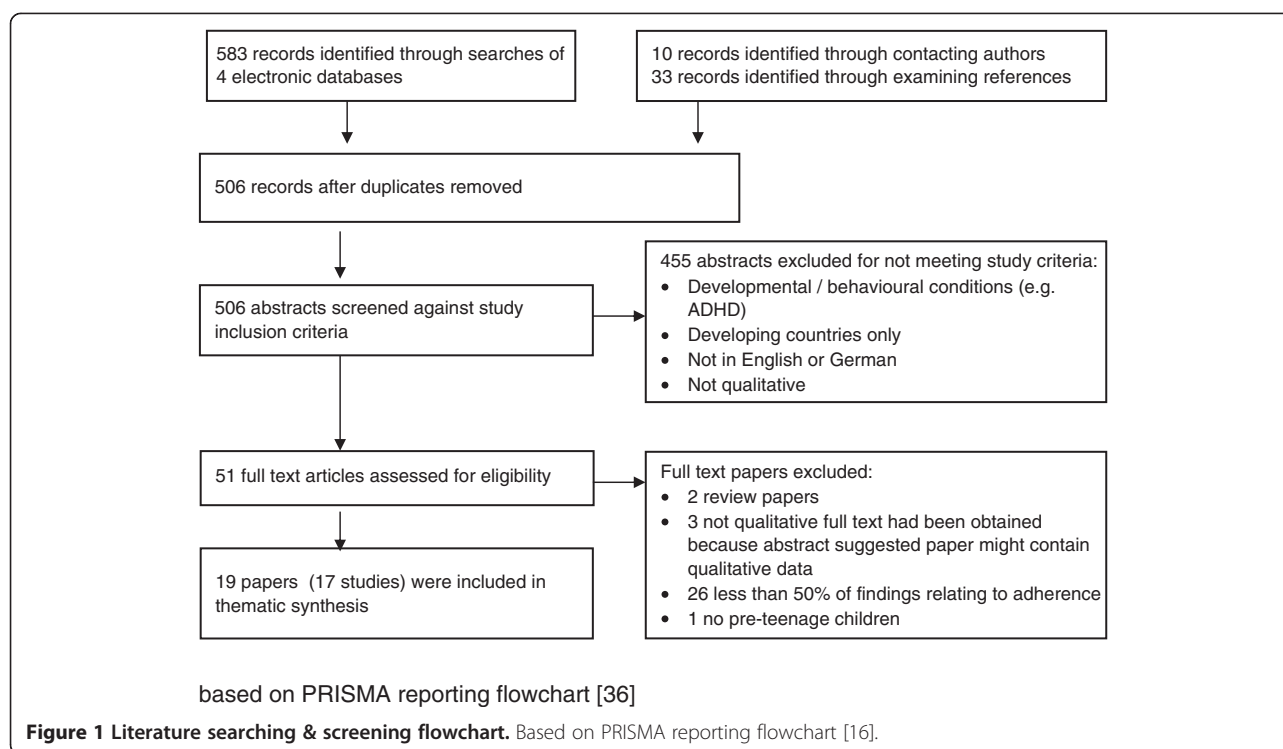 583 records identified through searches of
4 electronic databases
10 records identified through contacting authors
33 records identified through examining references
506 records after duplicates removed
506 abstracts screened against study
inclusion criteria
455 abstracts excluded for not meeting study criteria:
• Developmental / behavioural conditions (e.g.
ADHD)
• Developing countries only
• Not in English or German
• Not qualitative
51 full text articles assessed for eligibility
Full text papers excluded:
• 2 review papers
• 3 not qualitative full text had been obtained
because abstract suggested paper might contain
qualitative data
• 26 less than 50% of findings relating to adherence
• 1 no pre-teenage children
19 papers (17 studies) were included in
thematic synthesis
based on PRISMA reporting flowchart [36]
Figure 1 Literature searching & screening flowchart. Based on PRISMA reporting flowchart [16].